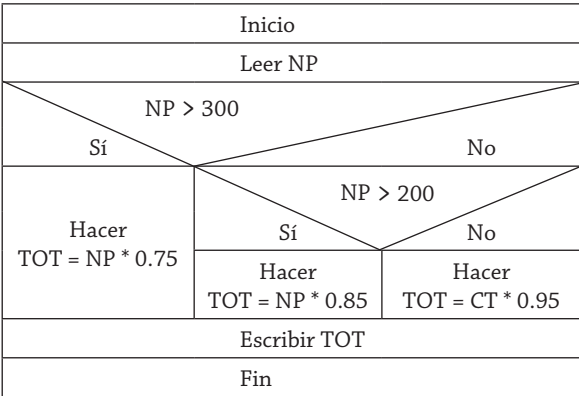 Inicio
Leer NP
NP > 300
Sí
No
NP > 200
Hacer
TOT = NP * 0.75
Sí
No
Hacer
TOT = NP * 0.85
Hacer
TOT = CT * 0.95
Escribir TOT
Fin